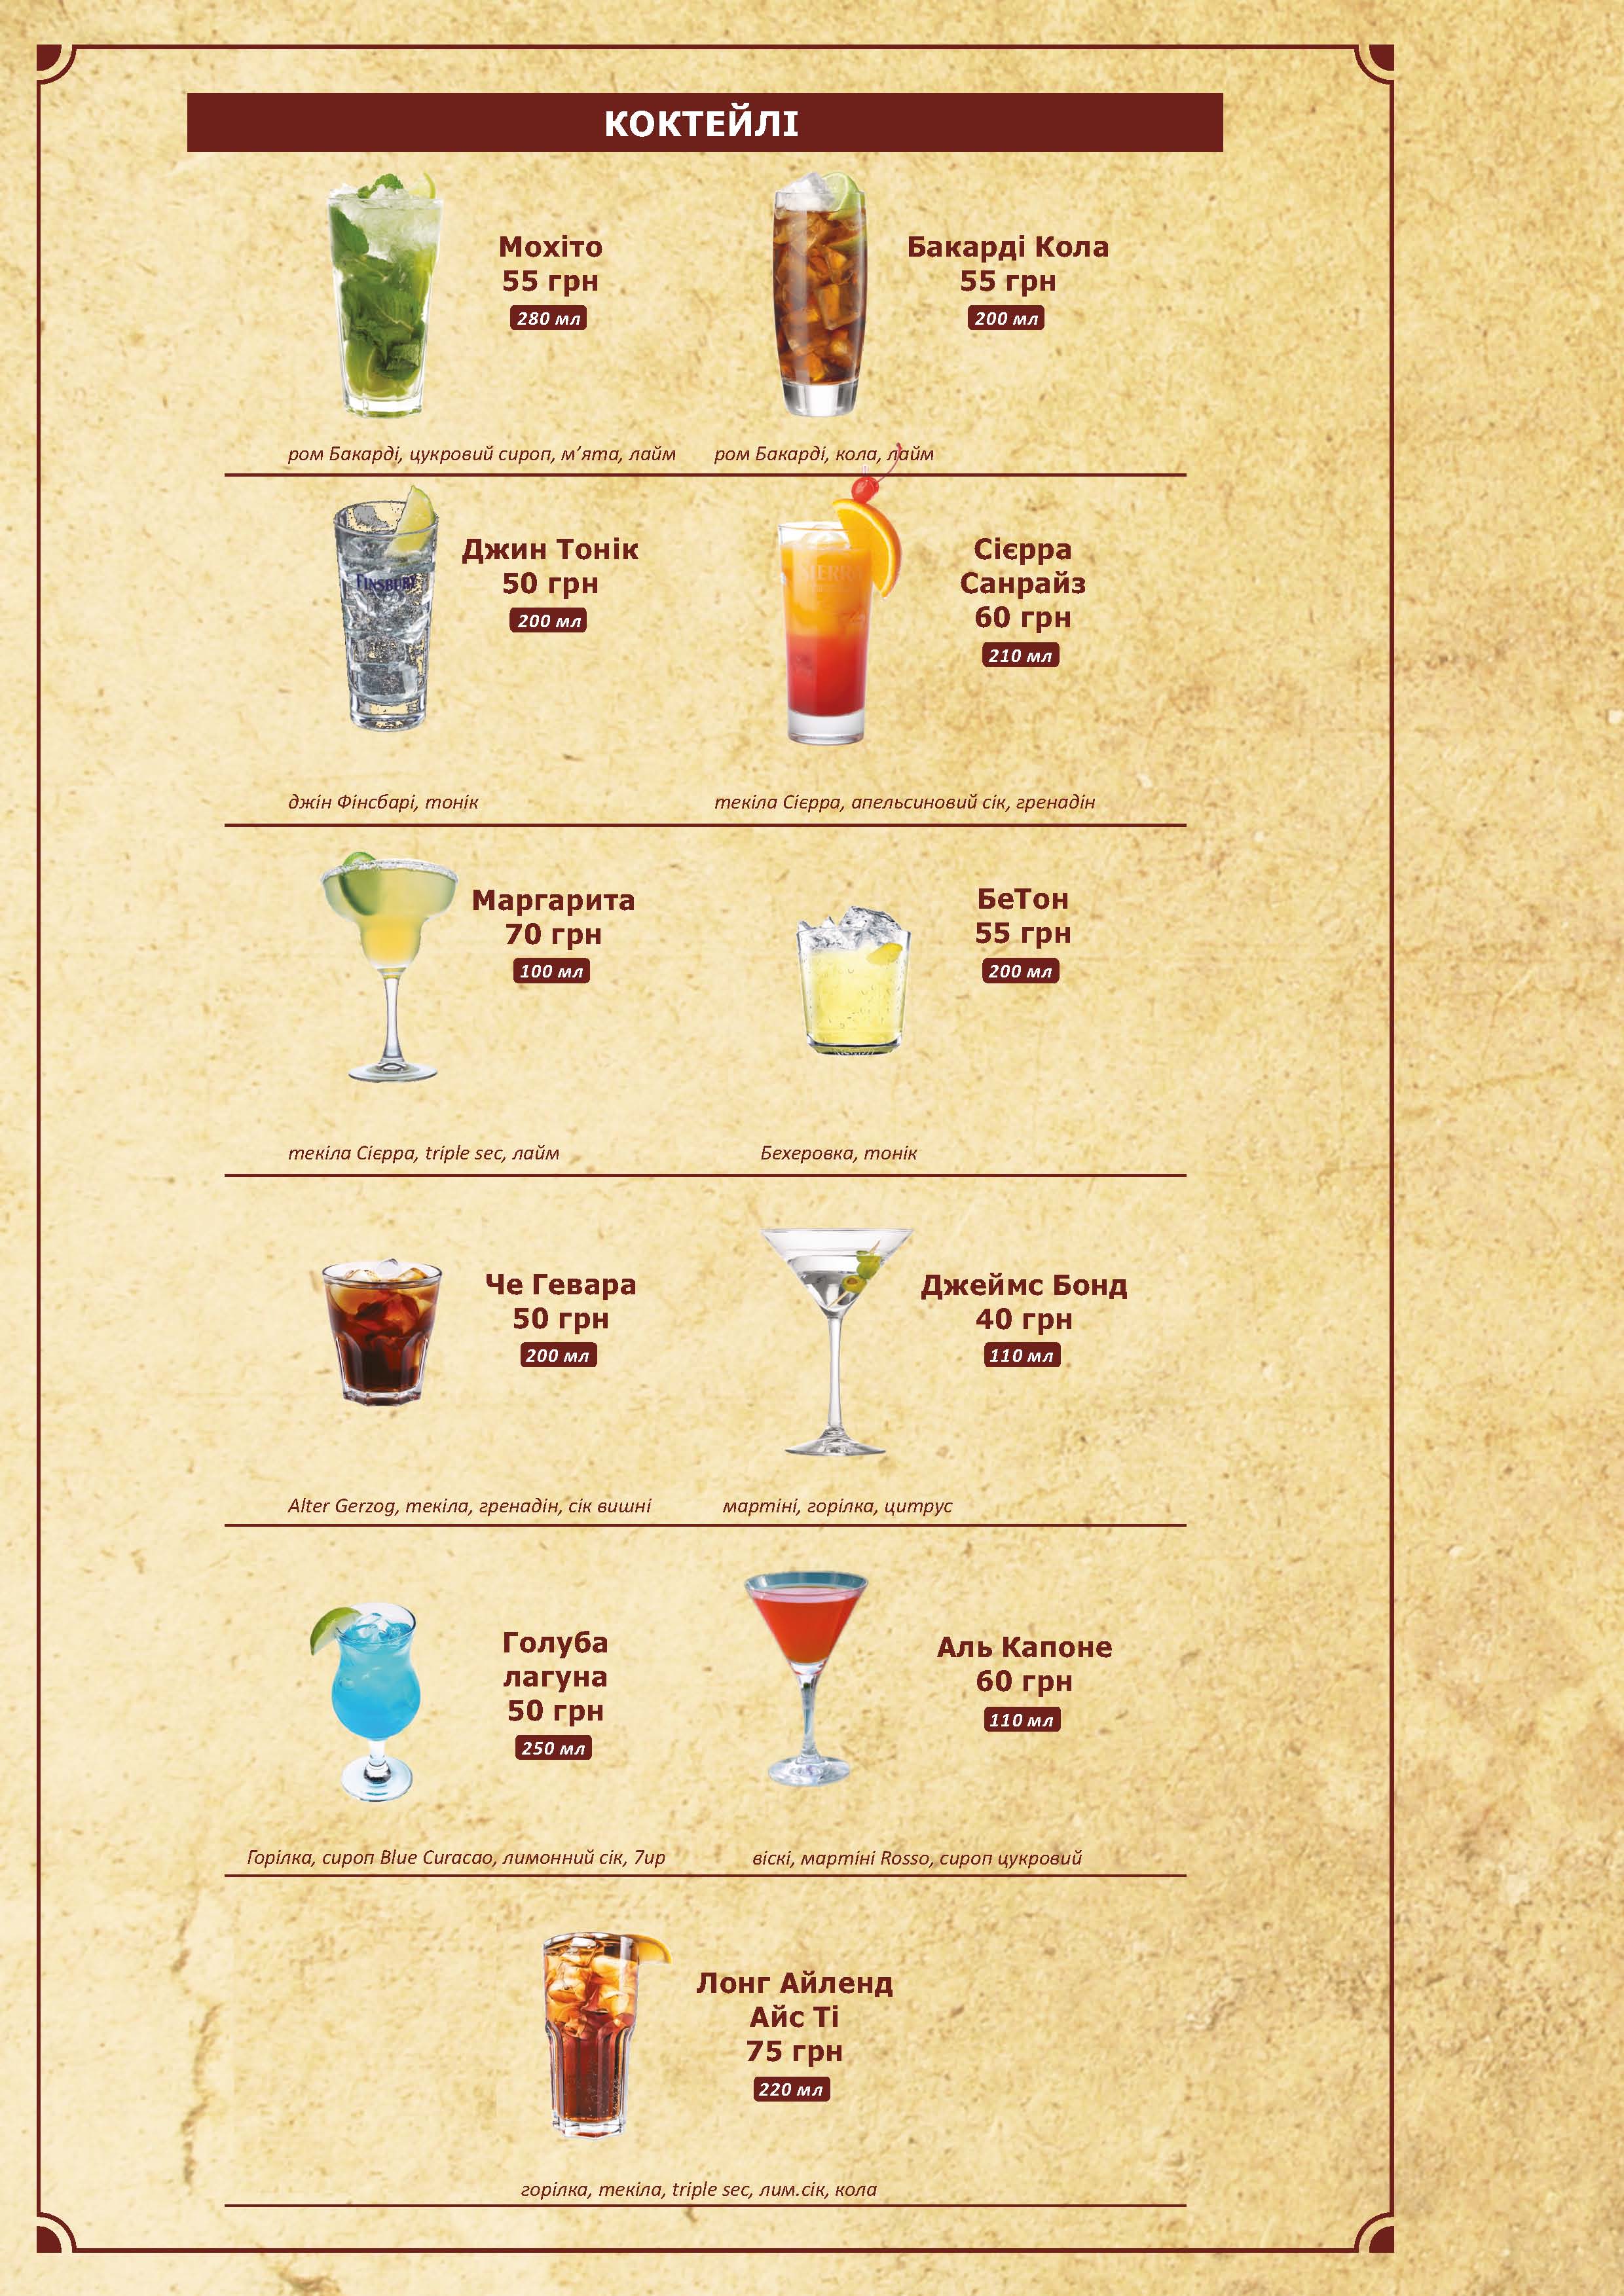 КОКТЕЙЛІ
Мохіто
55 грн
280 мл
ром Бакарді, цукровий сироп, м’ята, лайм
Бакарді Кола
55 грн
200 мл
ром Бакарді, кола, лайм
FINSBURY
Джин Тонік
50 грн
200 мл
джін Фінсбарі, тонік
Сієрра
Санрайз
60 грн
210 мл
текіла Сієрра, апельсиновий сік, гренадін
Маргарита
70 грн
100 мл
текіла Сієрра, triple sec, лайм
БеТон
55 грн
200 мл
Бехеровка, тонік
Че Гевара
50 грн
200 мл
Alter Gerzog, текіла, гренадін, сік вишні
Джеймс Бонд
40 грн
110 мл
мартіні, горілка, цитрус
Голуба
лагуна
50 грн
250 мл
Горілка, сироп Blue Curacao, лимонний сік, 7up
Аль Капоне
60 грн
110 мл
віскі, мартіні Rosso, сироп цукровий
Лонг Айленд
Айс Ті
75 грн
220 мл
горілка, текіла, triple sec, лим.сік, кола